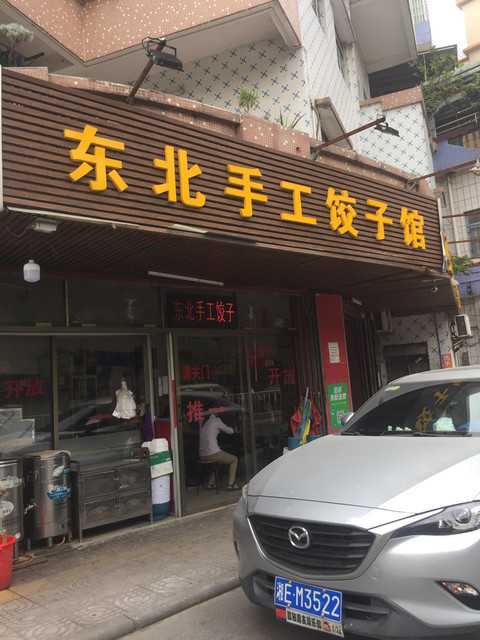 东北手工饺子馆
东北手工饺子
请关门
开放
开放
推
湘E·M3522